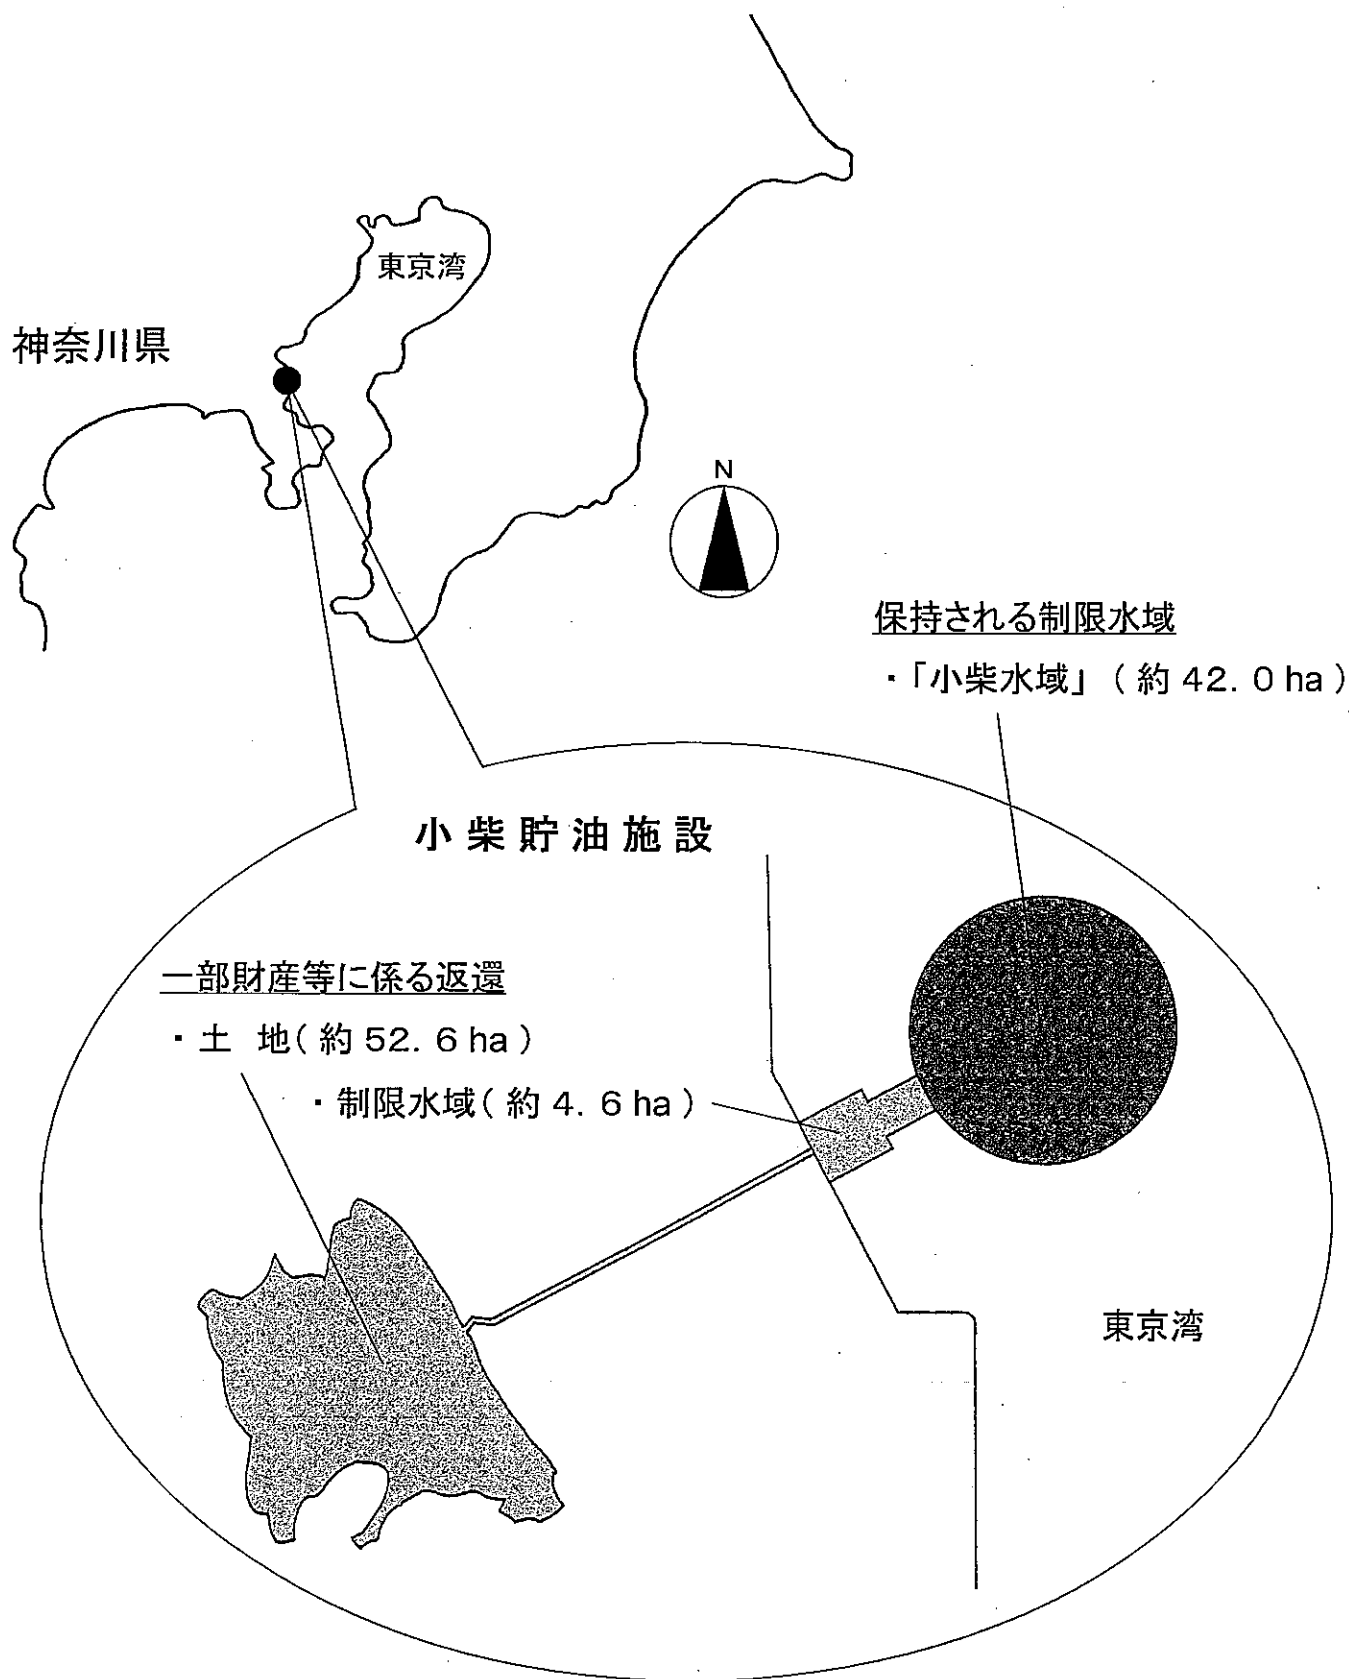 東京湾
神奈川県
N
保持される制限水域
・「小柴水域」（約 42. 0 ha）
小柴貯油施設
一部財産等に係る返還
・土 地（約 52. 6 ha）
・制限水域（約 4. 6 ha）
東京湾